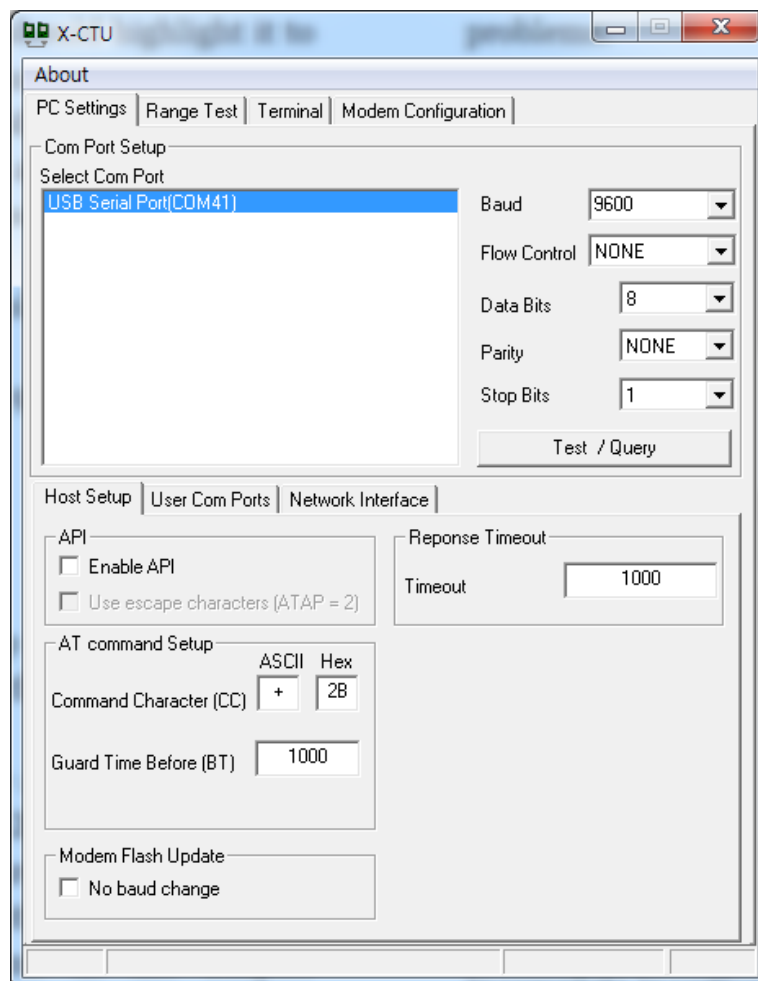 X-CTU
About
PC Settings Range Test Terminal Modem Configuration
Com Port Setup
Select Com Port
USB Serial Port(COM41)
Baud 9600
Flow Control NONE
Data Bits 8
Parity NONE
Stop Bits 1
Test / Query
Host Setup User Com Ports Network Interface
API
Enable API
Use escape characters (ATAP = 2)
Reponse Timeout
Timeout 1000
AT command Setup
ASCII Hex
Command Character (CC) + 2B
Guard Time Before (BT) 1000
Modem Flash Update
No baud change